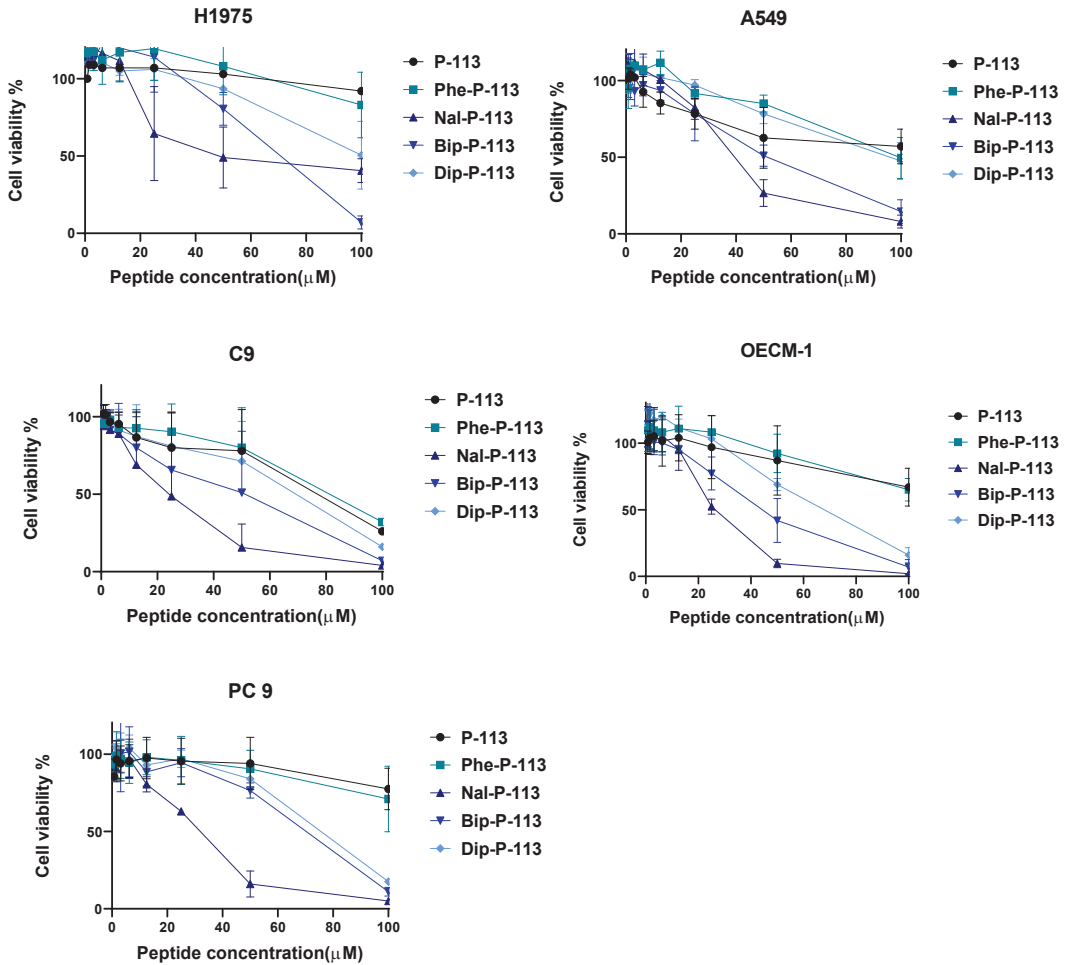 H1975
Cell viability %
100
50
0
0 20 40 60 80 100
Peptide concentration(μM)
P-113
Phe-P-113
Nal-P-113
Bip-P-113
Dip-P-113
A549
Cell viability %
100
50
0
0 20 40 60 80 100
Peptide concentration(μM)
P-113
Phe-P-113
Nal-P-113
Bip-P-113
Dip-P-113
C9
Cell viability %
100
50
0
0 20 40 60 80 100
Peptide concentration(μM)
P-113
Phe-P-113
Nal-P-113
Bip-P-113
Dip-P-113
OECM-1
Cell viability %
100
50
0
0 20 40 60 80 100
Peptide concentration(μM)
P-113
Phe-P-113
Nal-P-113
Bip-P-113
Dip-P-113
PC 9
Cell viability %
100
50
0
0 20 40 60 80 100
Peptide concentration(μM)
P-113
Phe-P-113
Nal-P-113
Bip-P-113
Dip-P-113